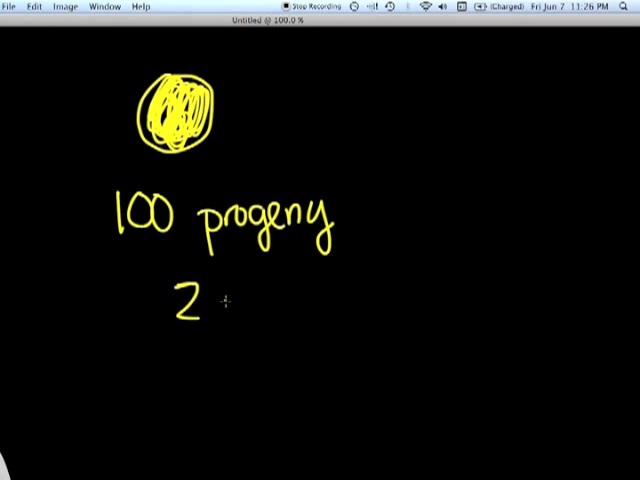 File Edit Image Window Help Stop Recording (Charged) Fri Jun 7 11:26 PM
Untitled @ 100.0 %
100 progeny
2